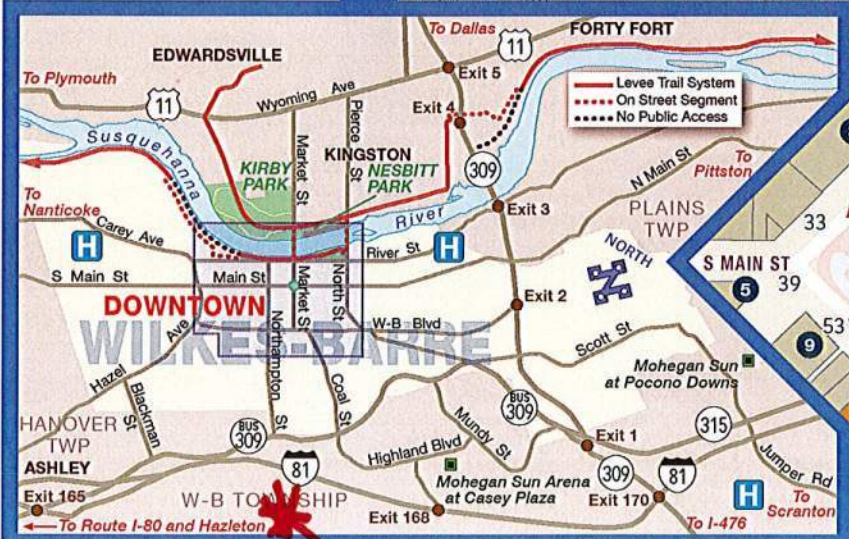 To Dallas
FORTY FORT
11
EDWARDSVILLE
Exit 5
To Plymouth
11
Wyoming Ave
Levee Trail System
On Street Segment
No Public Access
Exit 4
Pierce St
Market St
Susquehanna
KIRBY
PARK
KINGSTON
NESBITT
PARK
309
N Main St
To
Pittston
To
Nanticoke
River
Exit 3
PLAINS
TWP
33
Carey Ave
H
River St
H
NORTH
S MAIN ST
S Main St
Main St
Market St
North St
5
39
DOWNTOWN
Exit 2
WILKES-BARRE
W-B Blvd
Scott St
53
9
Hazel Ave
Northampton St
Mohegan Sun
at Pocono Downs
Blackman St
Coal St
BUS
309
HANOVER
TWP
BUS
309
Mundy St
315
Exit 1
ASHLEY
81
Highland Blvd
309
81
Jumper Rd
Exit 165
W-B TOWNSHIP
Mohegan Sun Arena
at Casey Plaza
Exit 170
H
To
Scranton
To Route I-80 and Hazleton
Exit 168
To I-476